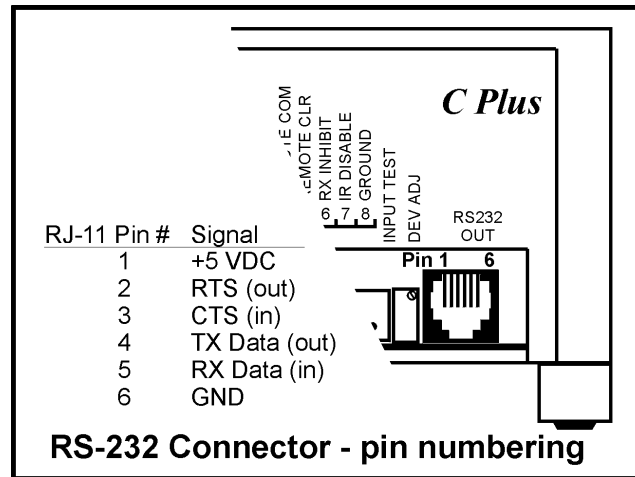 C Plus
COM
CLR
RX INHIBIT
IR DISABLE
GROUND
6 7 8
INPUT TEST
DEV ADJ
RS232
OUT
Pin 1 6
RJ-11 Pin # Signal
1 +5 VDC
2 RTS (out)
3 CTS (in)
4 TX Data (out)
5 RX Data (in)
6 GND
RS-232 Connector - pin numbering